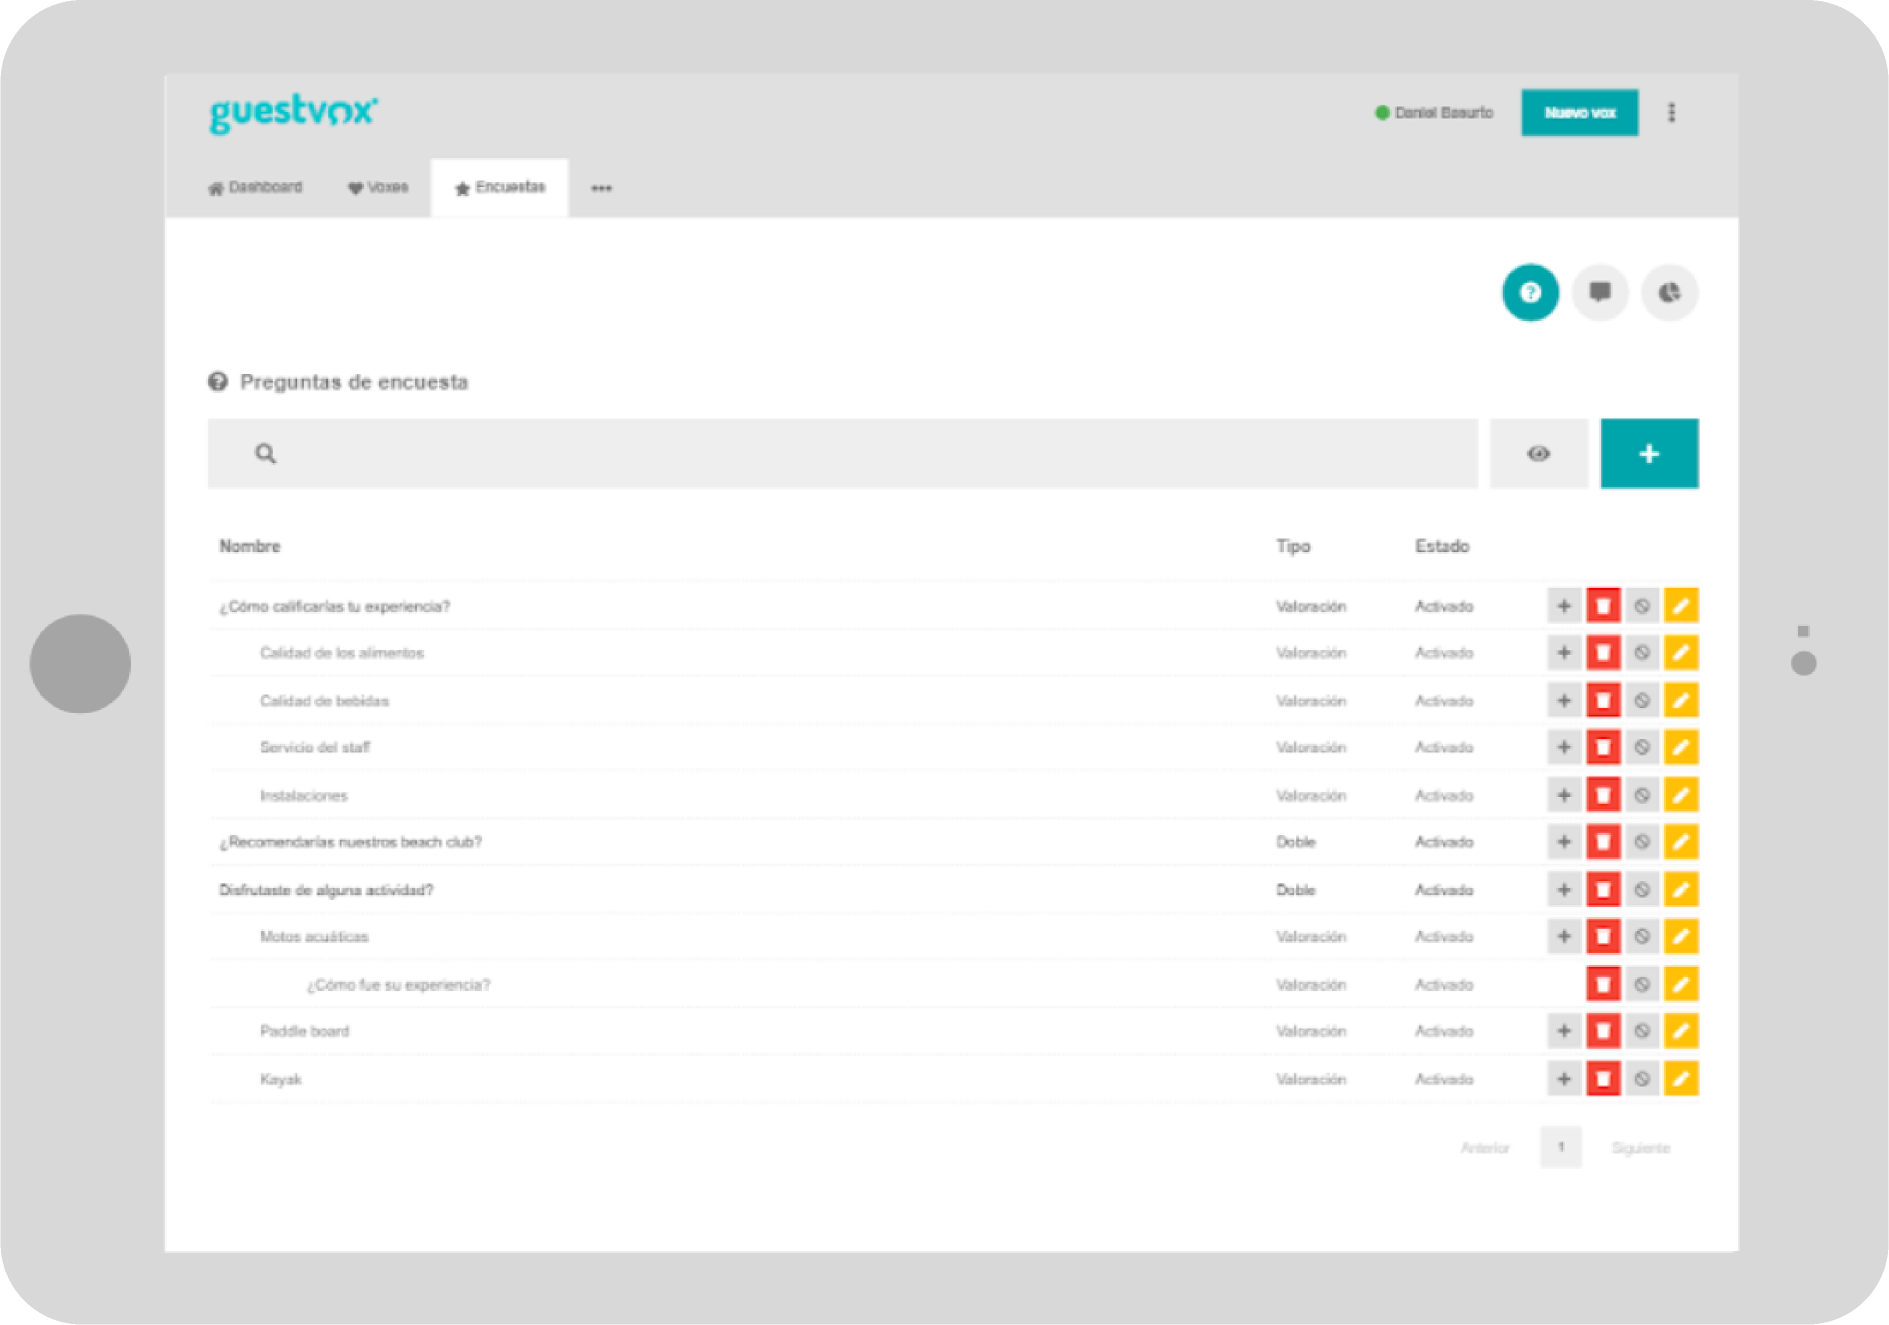 guestvox
Daniel Basurto
Nuevo vox
Dashboard Voxes Encuestas
Preguntas de encuesta
Nombre Tipo Estado
¿Cómo calificarías tu experiencia? Valoración Activado
Calidad de los alimentos Valoración Activado
Calidad de bebidas Valoración Activado
Servicio del staff Valoración Activado
Instalaciones Valoración Activado
¿Recomendarías nuestros beach club? Doble Activado
Disfrutaste de alguna actividad? Doble Activado
Motos acuáticas Valoración Activado
¿Cómo fue su experiencia? Valoración Activado
Paddle board Valoración Activado
Kayak Valoración Activado
Anterior 1 Siguiente